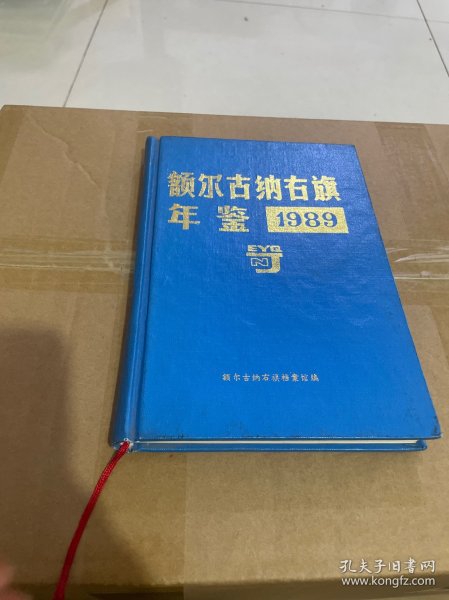 额尔古纳右旗
年鉴 1989
EYQ
NJ
额尔古纳右旗档案馆编
孔夫子旧书网
www.kongfz.com